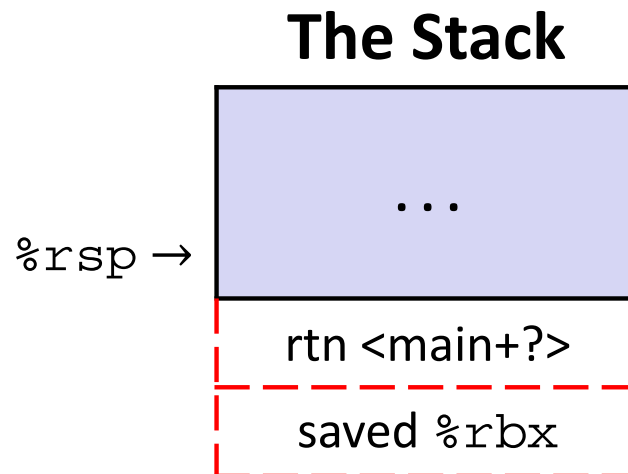 The Stack
...
%rsp →
rtn <main+?>
saved %rbx